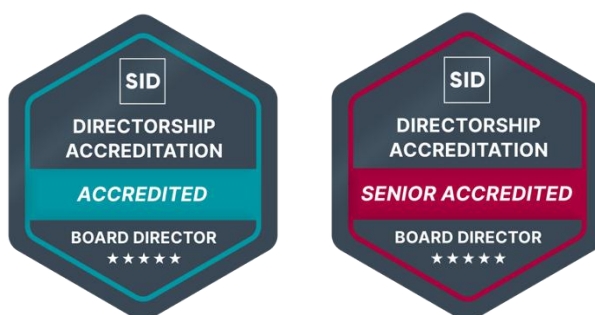 SID
DIRECTORSHIP
ACCREDITATION
ACCREDITED
BOARD DIRECTOR
★★★★★
SID
DIRECTORSHIP
ACCREDITATION
SENIOR ACCREDITED
BOARD DIRECTOR
★★★★★